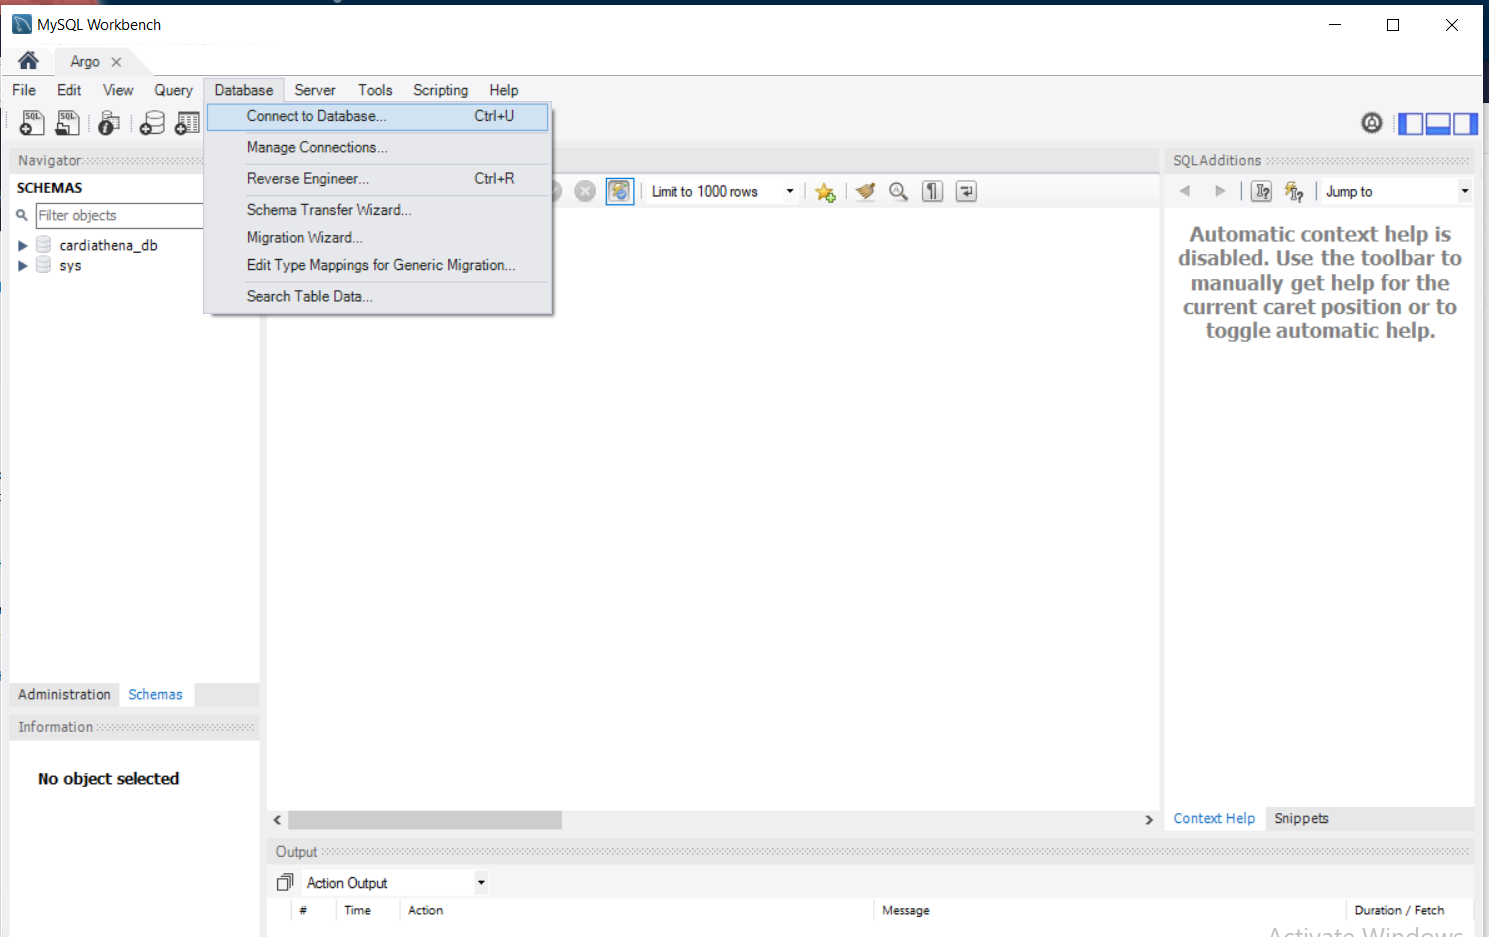 MySQL Workbench
Argo
File Edit View Query Database Server Tools Scripting Help
Connect to Database... Ctrl+U
Manage Connections...
Reverse Engineer... Ctrl+R
Schema Transfer Wizard...
Migration Wizard...
Edit Type Mappings for Generic Migration...
Search Table Data...
SQL SQL
Navigator
SCHEMAS
Filter objects
cardiathena_db
sys
Limit to 1000 rows
SQLAdditions
Jump to
Automatic context help is
disabled. Use the toolbar to
manually get help for the
current caret position or to
toggle automatic help.
Administration Schemas
Information
No object selected
Context Help Snippets
Output
Action Output
# Time Action Message Duration / Fetch
Activate Windows